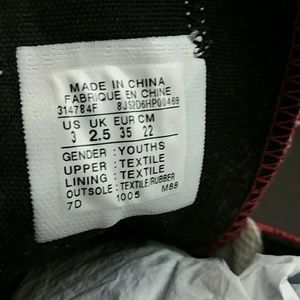 MADE IN CHINA
FABRIQUE EN CHINE
314784F 8JS2D6HP00469
US UK EUR CM
3 2.5 35 22
GENDER : YOUTHS
UPPER : TEXTILE
LINING : TEXTILE
OUTSOLE : TEXTILE/RUBBER
7D 1005 M88